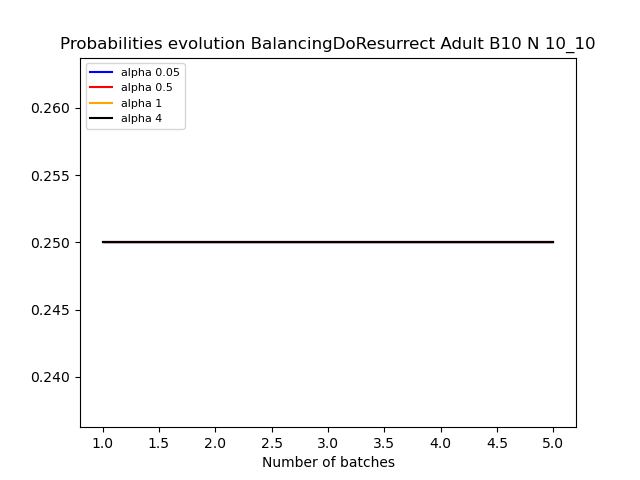 Probabilities evolution BalancingDoResurrect Adult B10 N 10_10
alpha 0.05
alpha 0.5
alpha 1
alpha 4
0.260
0.255
0.250
0.245
0.240
1.0 1.5 2.0 2.5 3.0 3.5 4.0 4.5 5.0
Number of batches